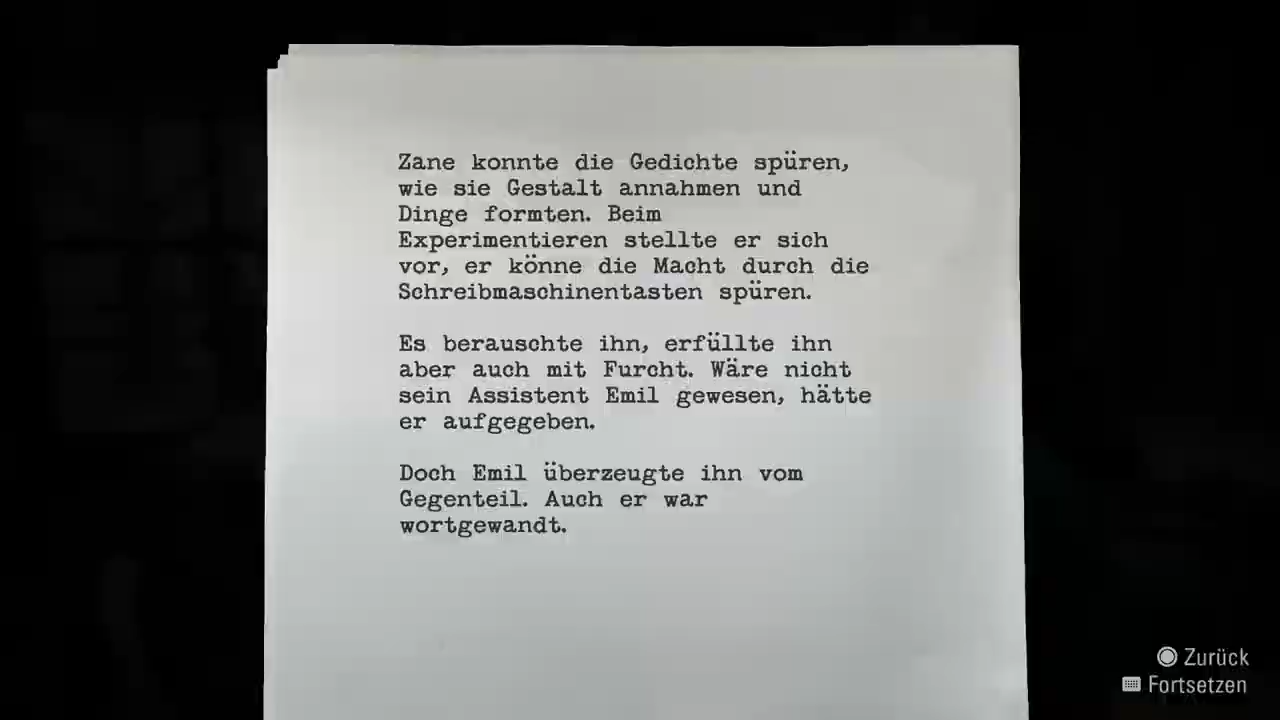 Zane konnte die Gedichte spüren,
wie sie Gestalt annahmen und
Dinge formten. Beim
Experimentieren stellte er sich
vor, er könne die Macht durch die
Schreibmaschinentasten spüren.
Es berauschte ihn, erfüllte ihn
aber auch mit Furcht. Wäre nicht
sein Assistent Emil gewesen, hätte
er aufgegeben.
Doch Emil überzeugte ihn vom
Gegenteil. Auch er war
wortgewandt.
Zurück
Fortsetzen